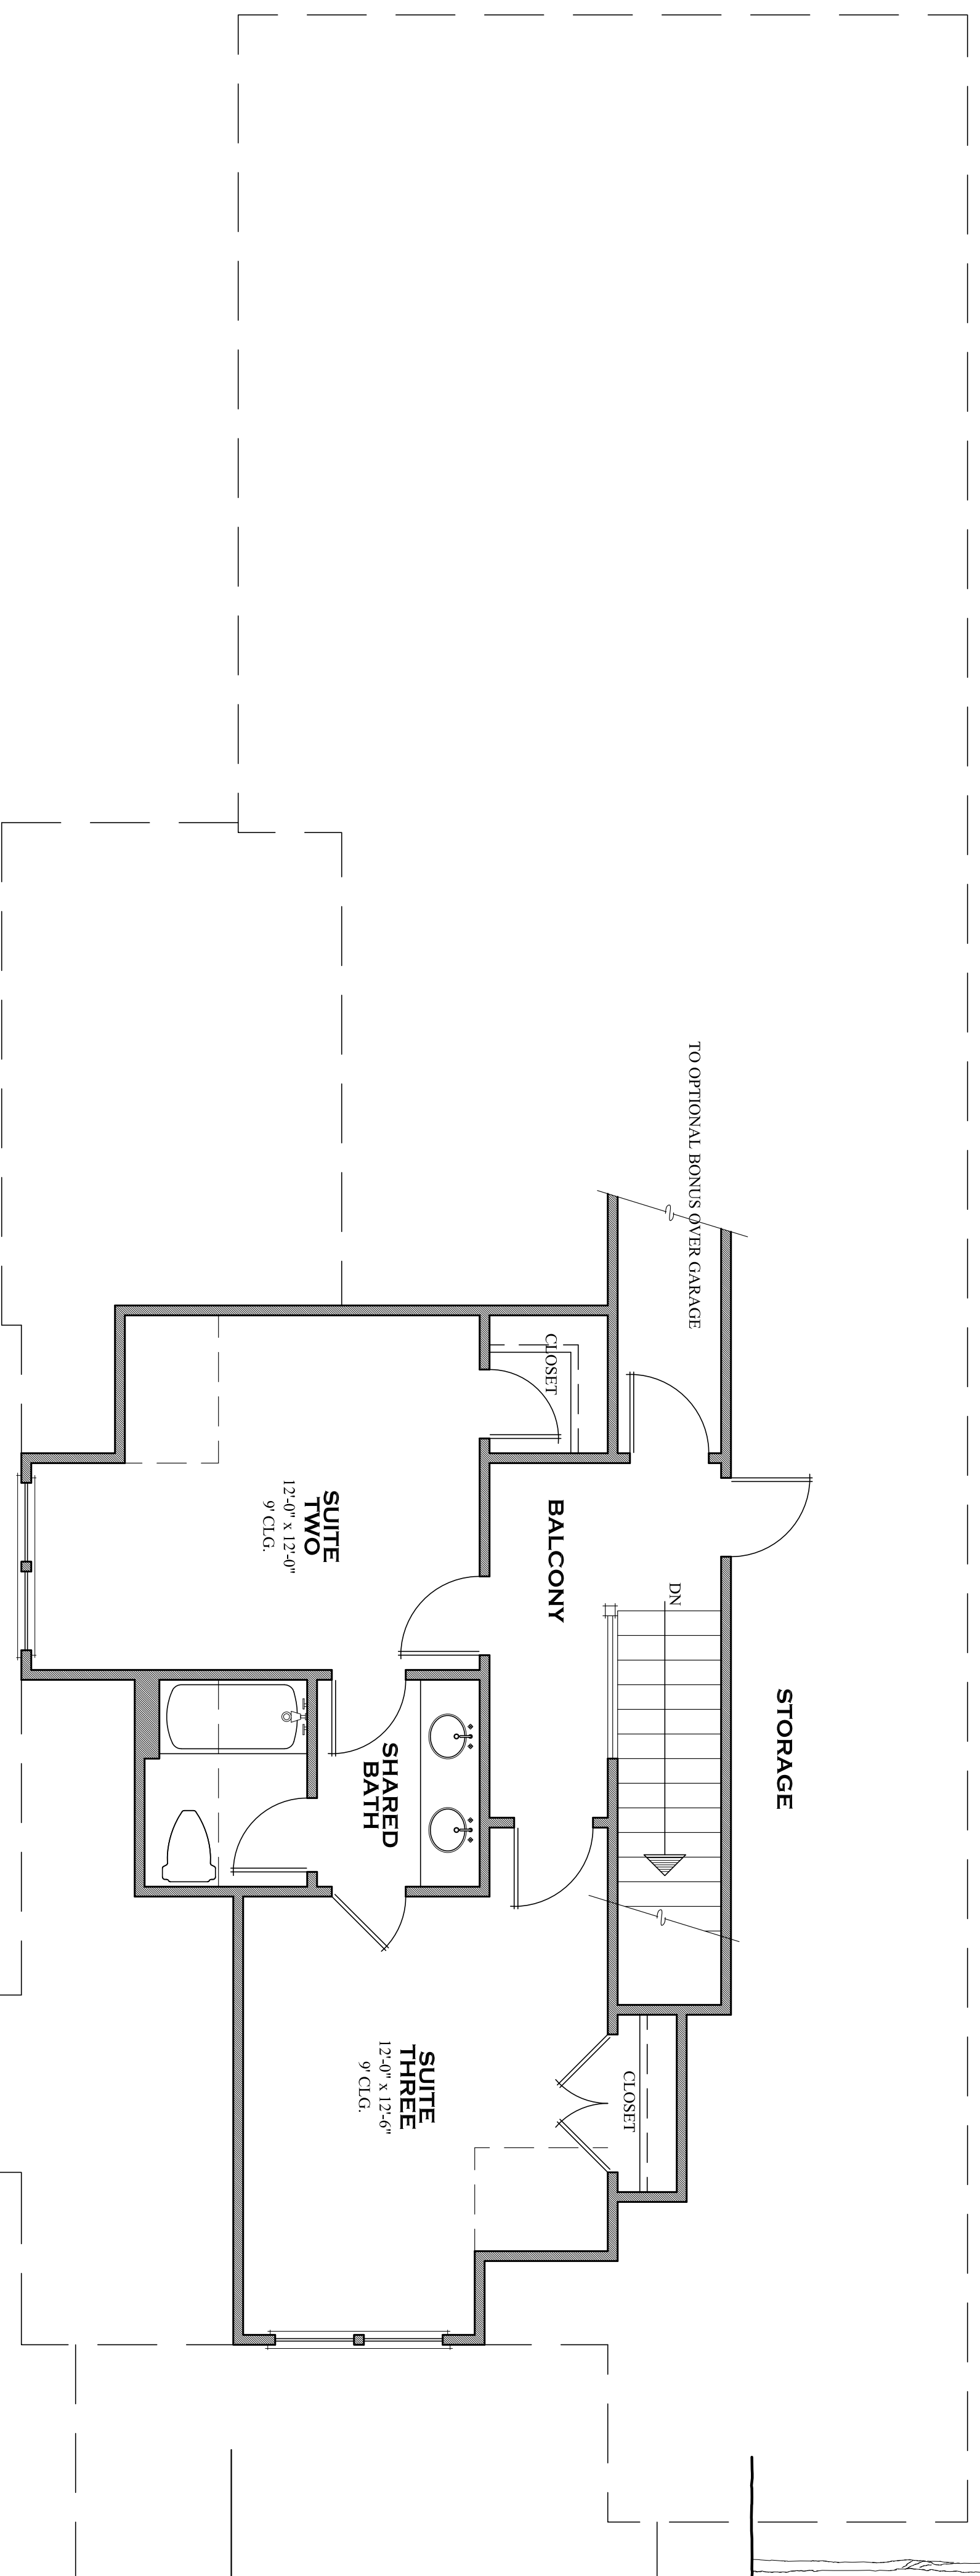 TO OPTIONAL BONUS OVER GARAGE
CLOSET
BALCONY
DN
STORAGE
SUITE
TWO
12'-0" x 12'-0"
9' CLG.
SHARED
BATH
CLOSET
SUITE
THREE
12'-0" x 12'-6"
9' CLG.